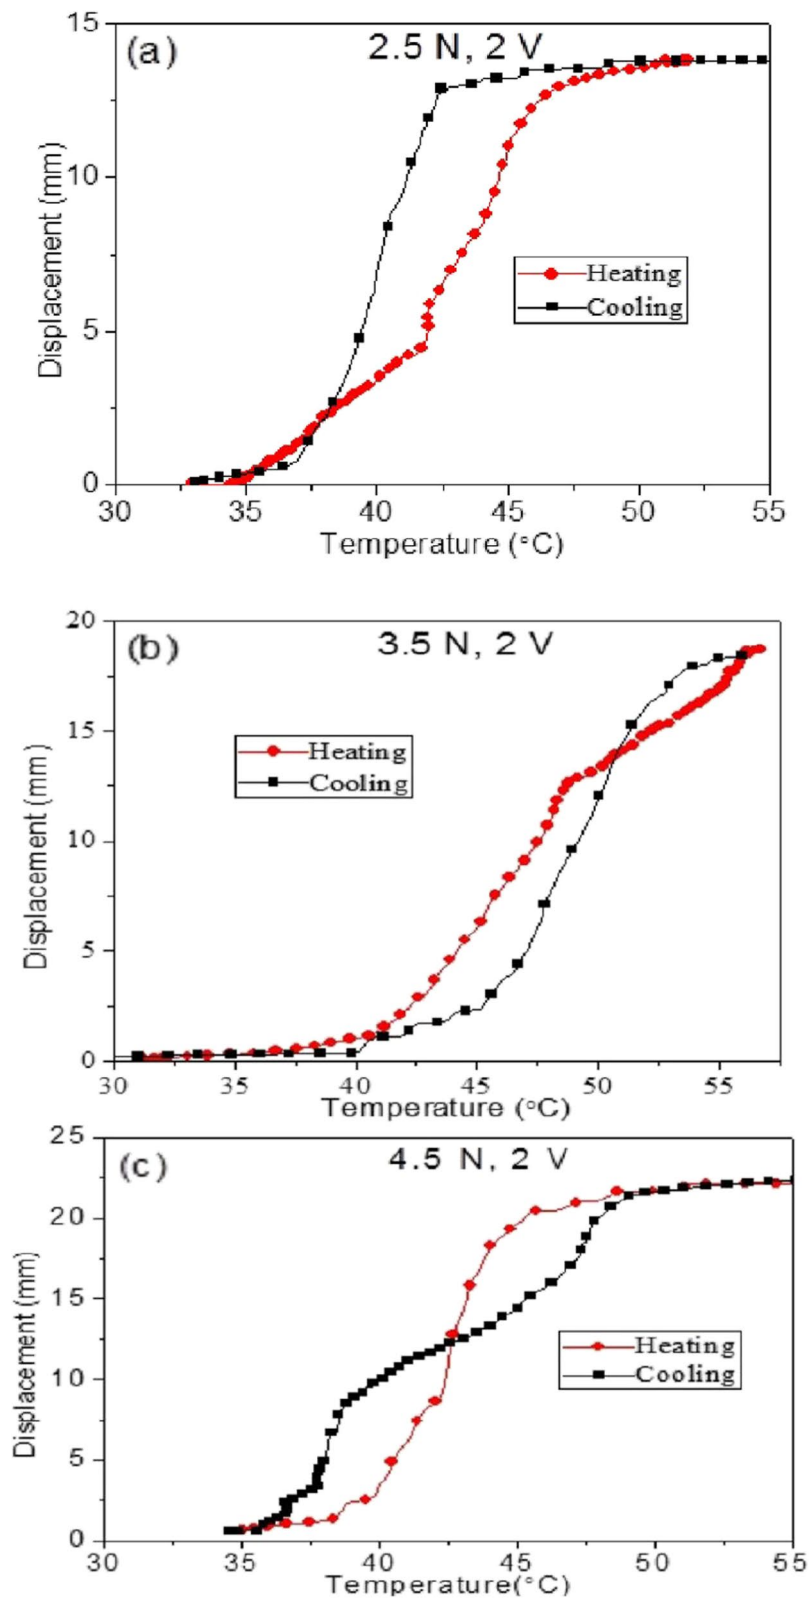 (a)
2.5 N, 2 V
15
10
5
0
Displacement (mm)
Heating
Cooling
30 35 40 45 50 55
Temperature (°C)
(b)
3.5 N, 2 V
20
15
10
5
0
Displacement (mm)
Heating
Cooling
30 35 40 45 50 55
Temperature (°C)
(c)
4.5 N, 2 V
25
20
15
10
5
0
Displacement (mm)
Heating
Cooling
30 35 40 45 50 55
Temperature(°C)